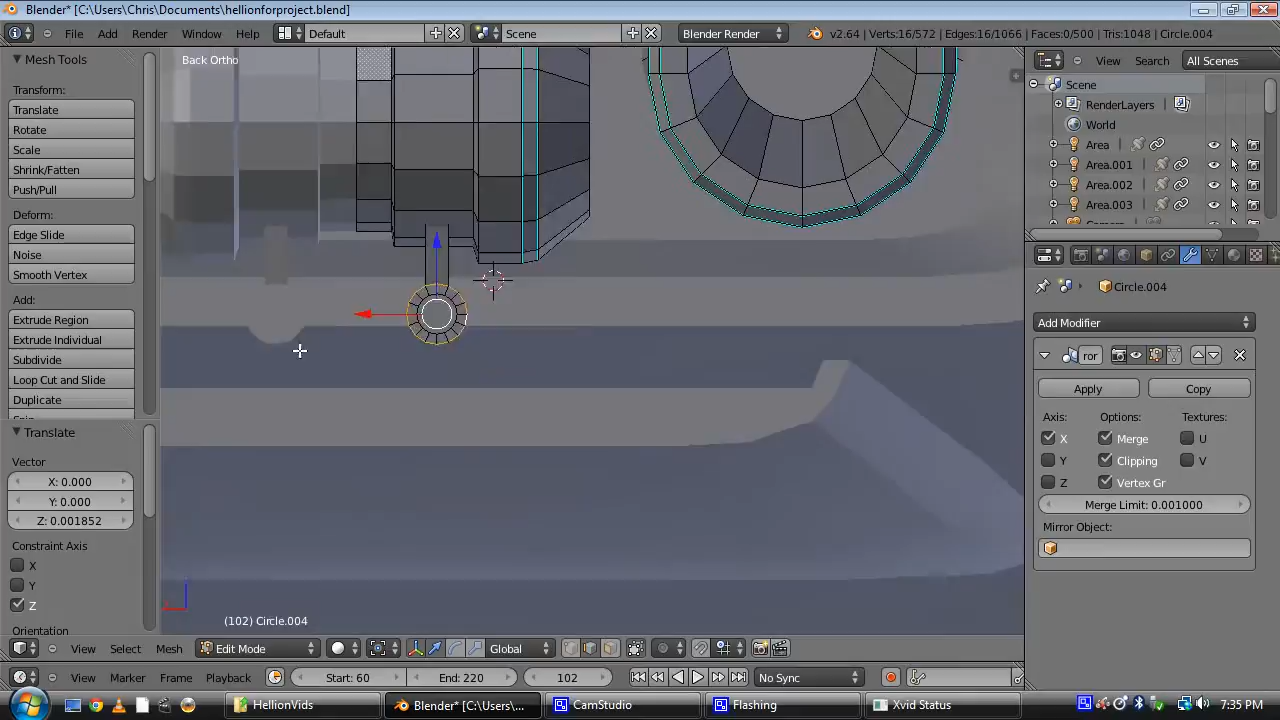 Blender* [C:\Users\Chris\Documents\hellionforproject.blend]
File Add Render Window Help Default Scene Blender Render v2.64 | Verts:16/572 | Edges:16/1066 | Faces:0/500 | Tris:1048 | Circle.004
Mesh Tools
Transform:
Translate
Rotate
Scale
Shrink/Fatten
Push/Pull
Deform:
Edge Slide
Noise
Smooth Vertex
Add:
Extrude Region
Extrude Individual
Subdivide
Loop Cut and Slide
Duplicate
Translate
Vector
X: 0.000
Y: 0.000
Z: 0.001852
Constraint Axis
X
Y
Z
Orientation
Back Ortho
(102) Circle.004
View Search All Scenes
Scene
RenderLayers
World
Area
Area.001
Area.002
Area.003
Circle.004
Add Modifier
ror
Apply Copy
Axis: Options: Textures:
X Merge U
Y Clipping V
Z Vertex Gr
Merge Limit: 0.001000
Mirror Object:
View Select Mesh Edit Mode Global
View Marker Frame Playback Start: 60 End: 220 102 No Sync
HellionVids Blender* [C:\Users\C... CamStudio Flashing Xvid Status 7:35 PM